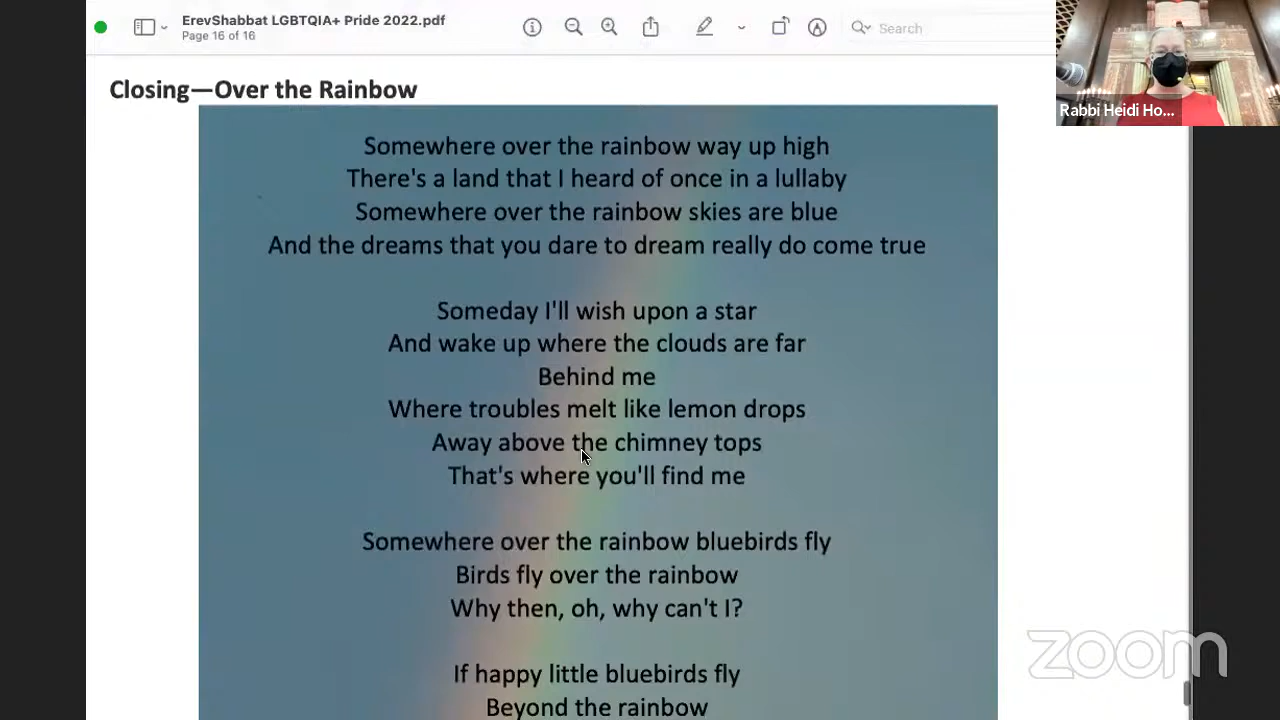 ErevShabbat LGBTQIA+ Pride 2022.pdf
Page 16 of 16
Search
Rabbi Heidi Ho...
Closing—Over the Rainbow
Somewhere over the rainbow way up high
There's a land that I heard of once in a lullaby
Somewhere over the rainbow skies are blue
And the dreams that you dare to dream really do come true
Someday I'll wish upon a star
And wake up where the clouds are far
Behind me
Where troubles melt like lemon drops
Away above the chimney tops
That's where you'll find me
Somewhere over the rainbow bluebirds fly
Birds fly over the rainbow
Why then, oh, why can't I?
If happy little bluebirds fly
Beyond the rainbow
zoom